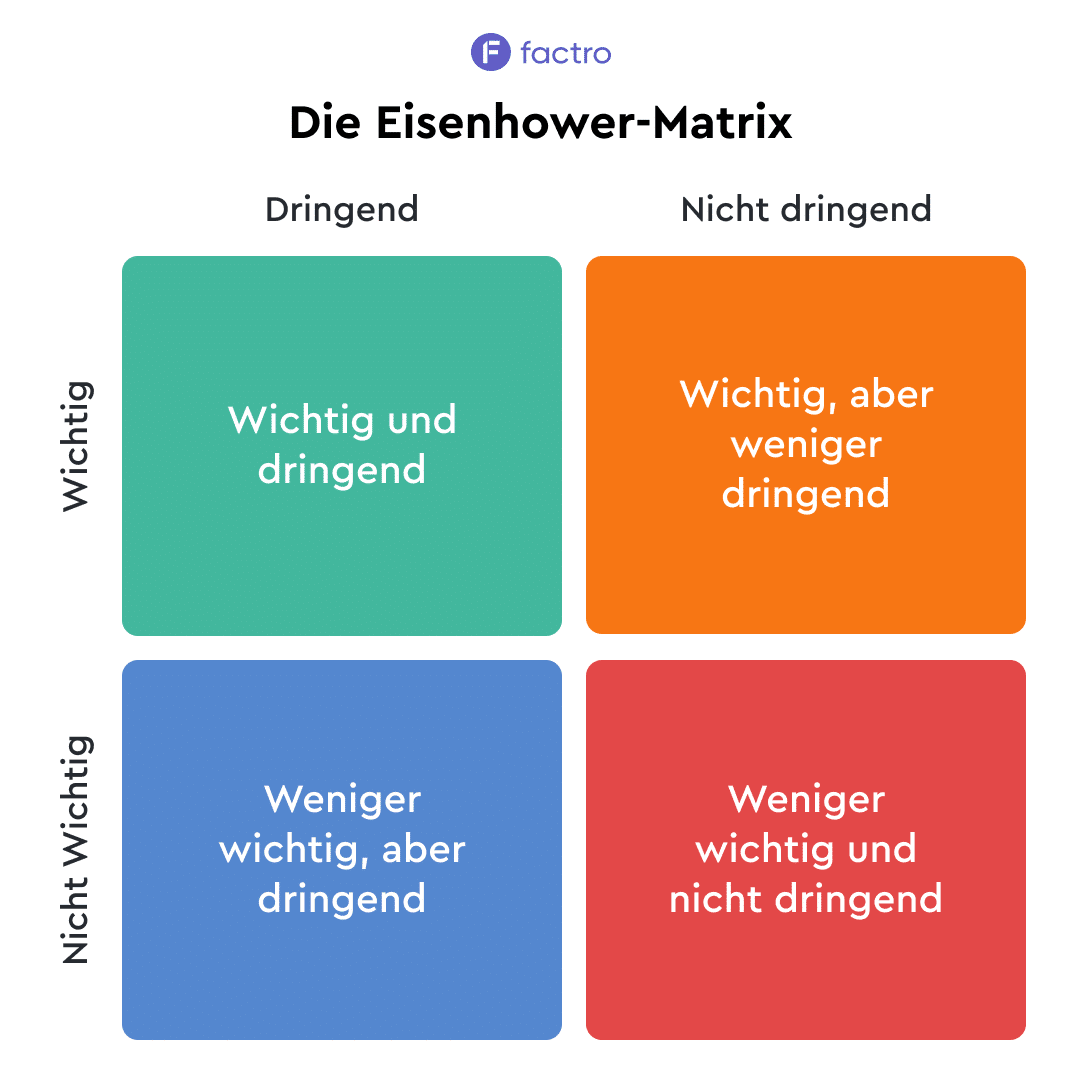 factro
Die Eisenhower-Matrix
Dringend
Nicht dringend
Wichtig
Wichtig und
dringend
Wichtig, aber
weniger
dringend
Nicht Wichtig
Weniger
wichtig, aber
dringend
Weniger
wichtig und
nicht dringend